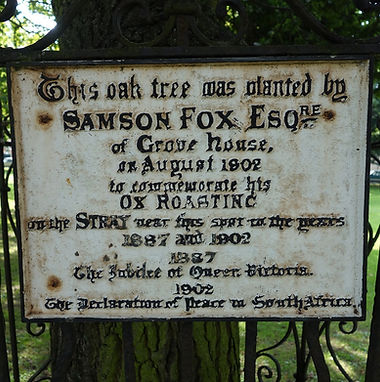 This oak tree was planted by
SAMSON FOX ESQRE
of Grove House,
on August 1902
to commemorate his
OX ROASTING
on the STRAY near this spot in the years
1887 and 1902
1887
The Jubilee of Queen Victoria.
1902
The Declaration of Peace in South Africa.